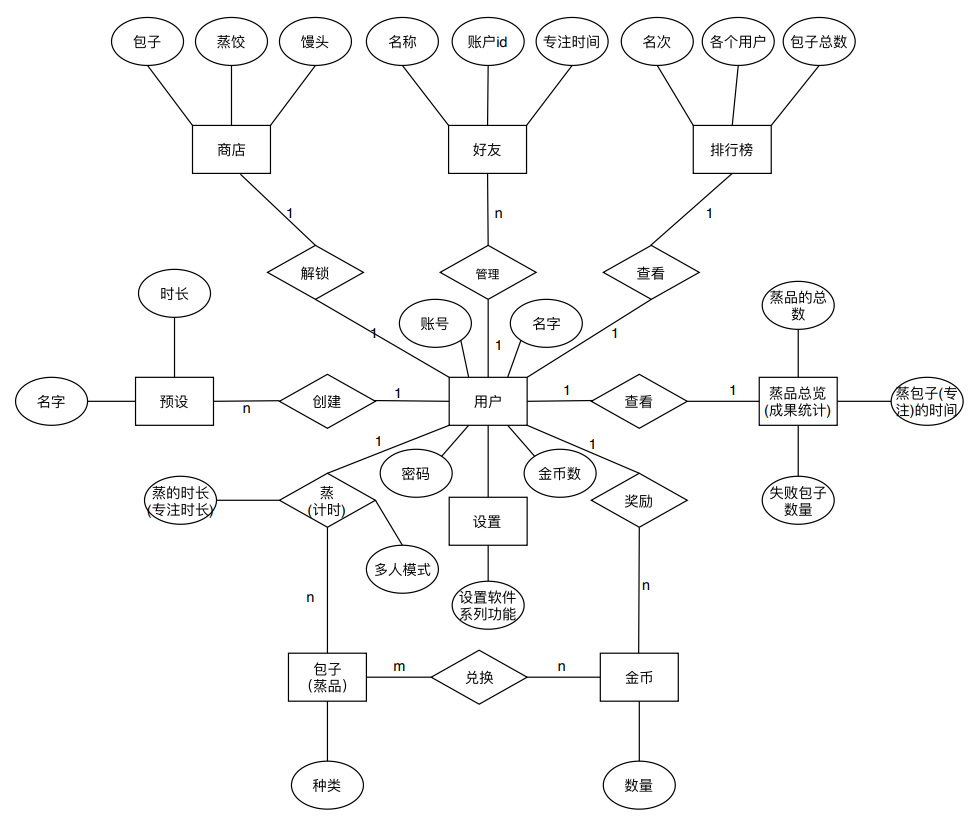 包子
蒸饺
馒头
名称
账户id
专注时间
名次
各个用户
包子总数
商店
好友
排行榜
1
n
1
解锁
管理
查看
时长
账号
名字
蒸品的总
数
1
1
1
名字
预设
n
创建
1
用户
1
查看
1
蒸品总览
(成果统计)
蒸包子(专
注)的时间
1
密码
金币数
1
蒸的时长
(专注时长)
蒸
(计时)
设置
奖励
失败包子
数量
多人模式
设置软件
系列功能
n
n
包子
(蒸品)
m
兑换
n
金币
种类
数量